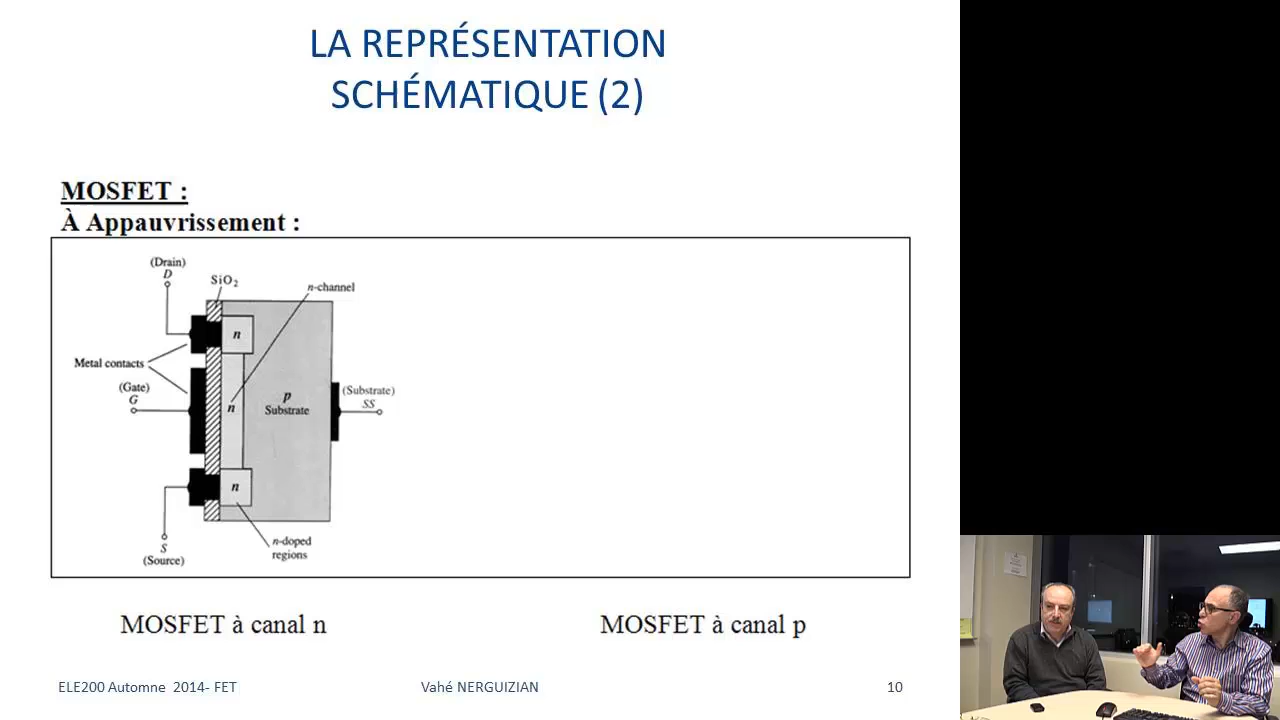 LA REPRÉSENTATION
SCHÉMATIQUE (2)
MOSFET :
À Appauvrissement :
(Drain)
D
SiO₂
n-channel
n
Metal contacts
(Gate)
G
n
p
Substrate
(Substrate)
SS
n
S
(Source)
n-doped
regions
MOSFET à canal n
MOSFET à canal p
ELE200 Automne 2014- FET
Vahé NERGUIZIAN
10